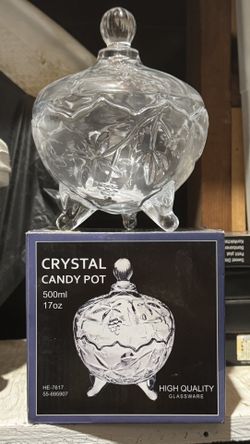 CRYSTAL
CANDY POT
500ml
17oz
HE-7617
55-695907
HIGH QUALITY
GLASSWARE